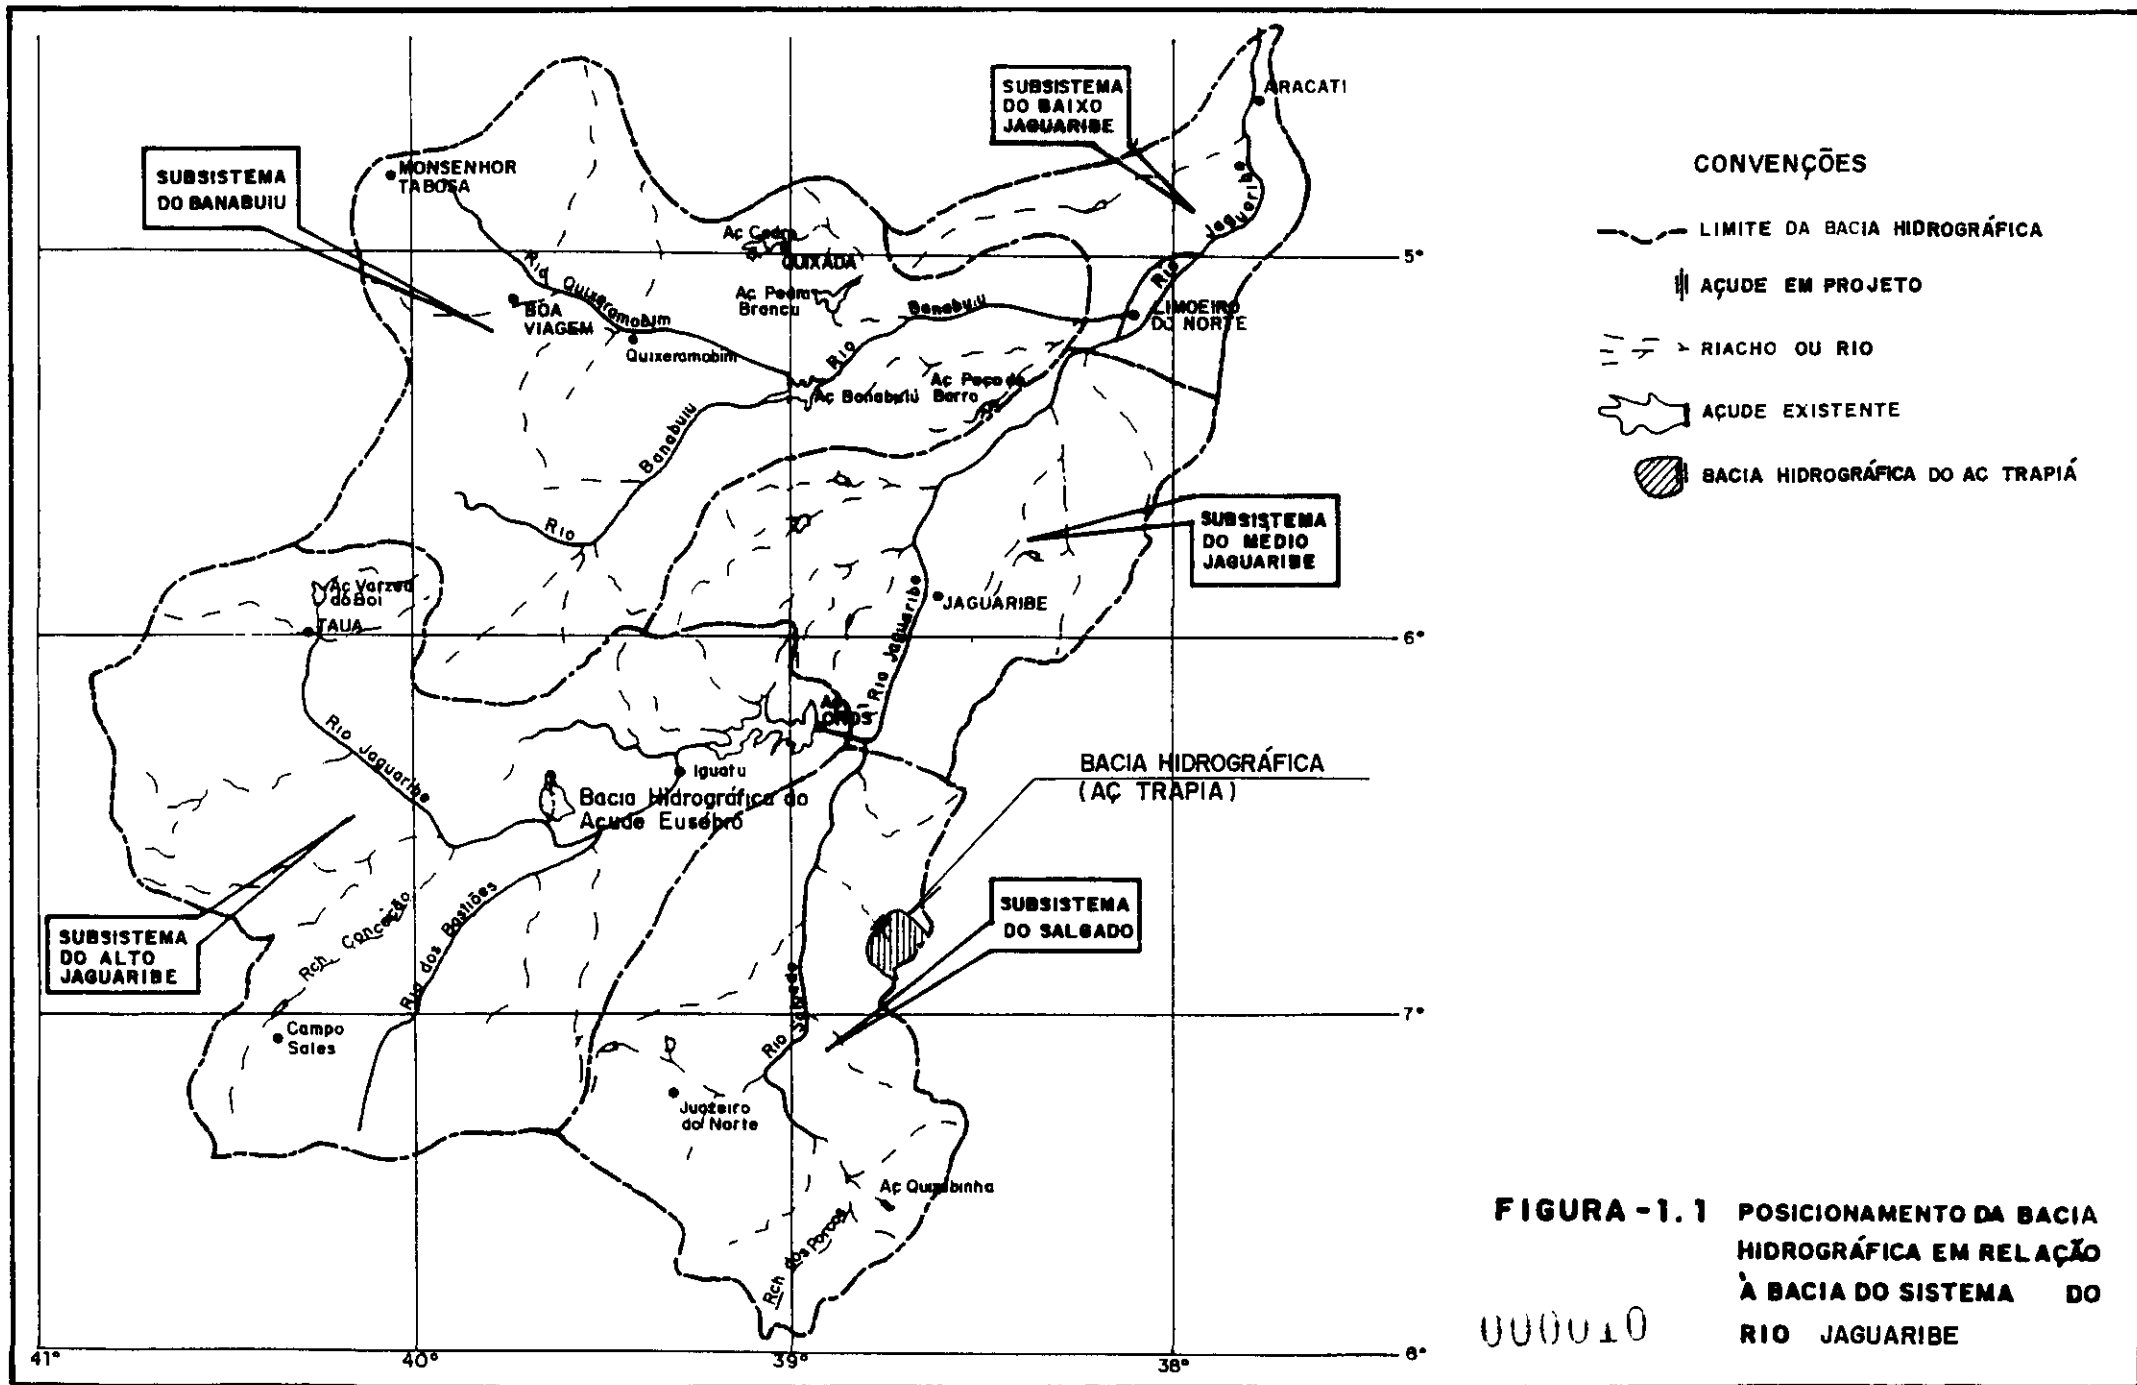 SUBSISTEMA
DO BANABUIU
MONSENHOR
TABOSA
SUBSISTEMA
DO BAIXO
JAGUARIBE
ARACATI
Rio Jaguaribe
Aç Cedro
QUIXADA
Aç Pedras
Branca
BOA
VIAGEM
Rio Quixeramobim
Quixeramobim
Rio Banabuiu
LIMOEIRO
DO NORTE
Aç Banabuiú
Aç Poço do
Barro
Rio Banabuiu
SUBSISTEMA
DO MÉDIO
JAGUARIBE
Aç Varzea
do Boi
TAUA
JAGUARIBE
Rio Jaguaribe
Aç
OROS
Rio Jaguaribe
Iguatu
Bacia Hidrográfica do
Açude Eusébro
BACIA HIDROGRÁFICA
(AÇ TRAPIA)
SUBSISTEMA
DO ALTO
JAGUARIBE
Rch Conceição
Rio dos Bastiões
SUBSISTEMA
DO SALGADO
Rio Salgado
Campo
Sales
Juazeiro
do Norte
Aç Quixabinha
Rch dos Porcos
5°
6°
7°
8°
41°
40°
39°
38°
CONVENÇÕES
LIMITE DA BACIA HIDROGRÁFICA
AÇUDE EM PROJETO
RIACHO OU RIO
AÇUDE EXISTENTE
BACIA HIDROGRÁFICA DO AC TRAPIÁ
FIGURA -1.1 POSICIONAMENTO DA BACIA
HIDROGRÁFICA EM RELAÇÃO
À BACIA DO SISTEMA DO
RIO JAGUARIBE
000010